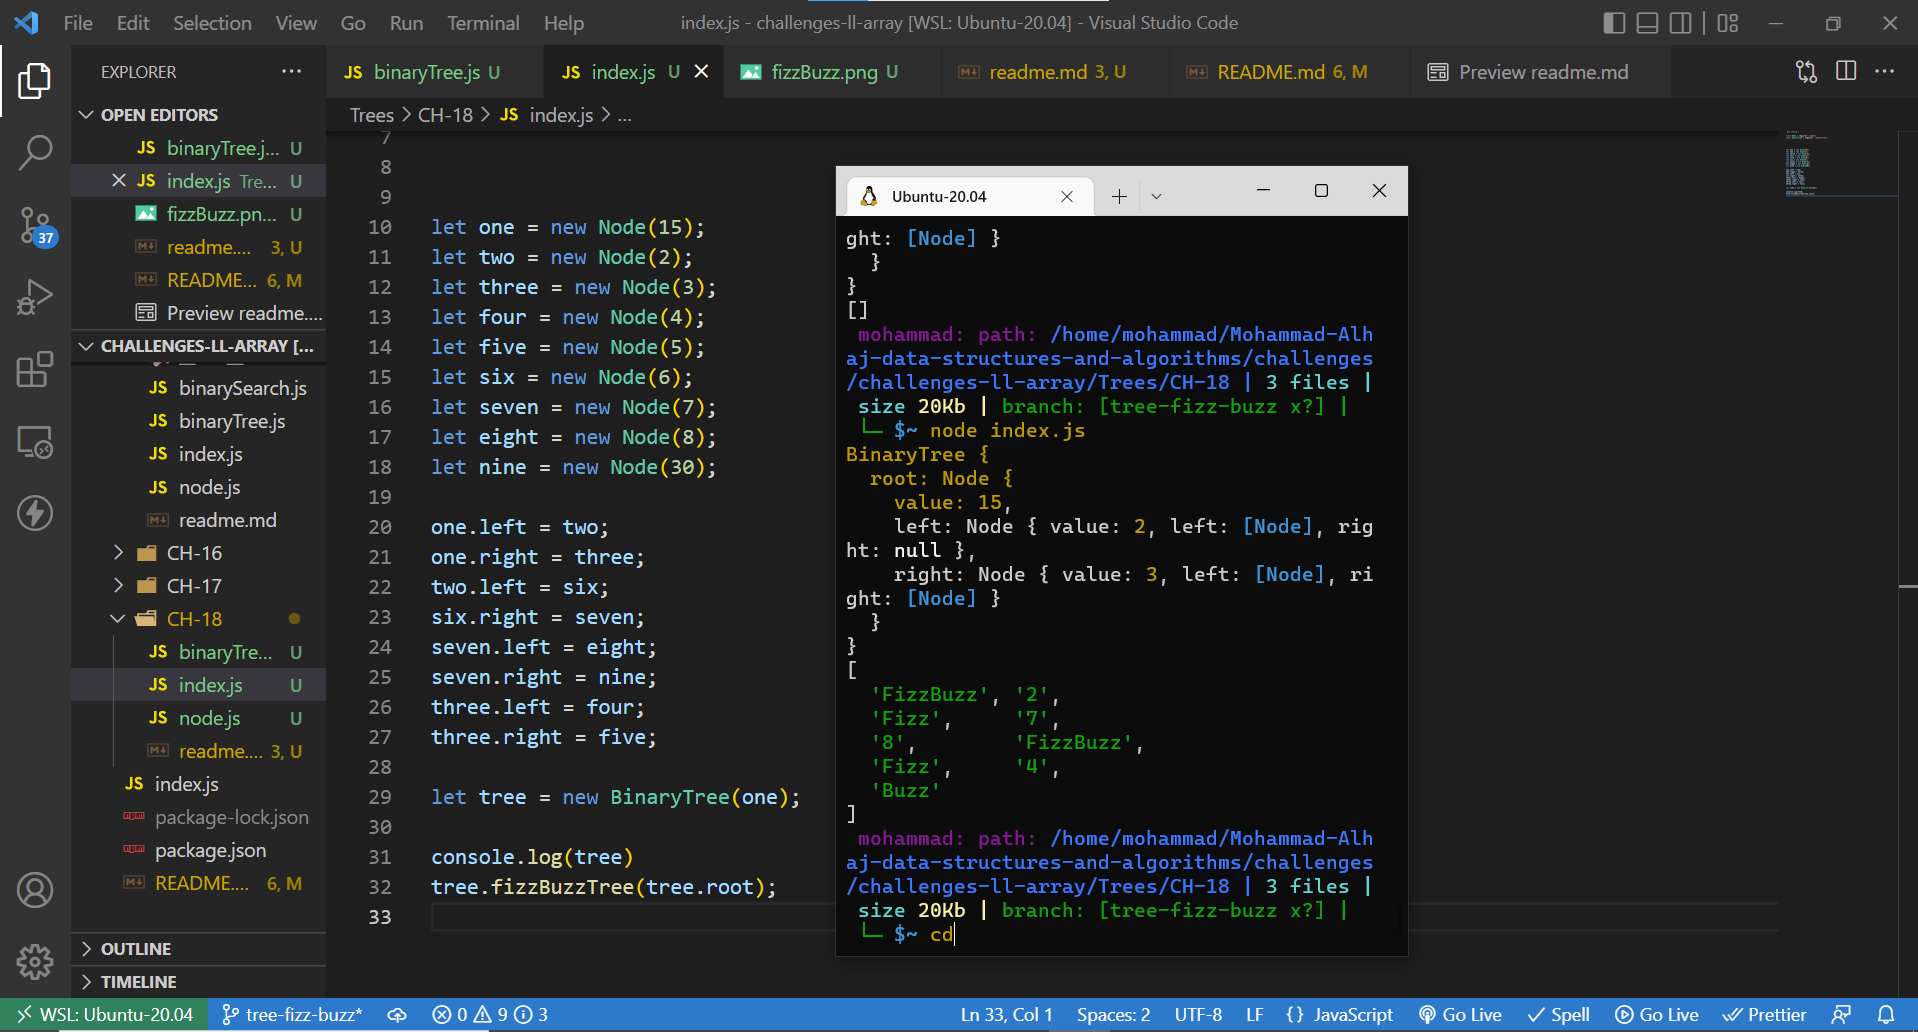 File Edit Selection View Go Run Terminal Help
index.js - challenges-ll-array [WSL: Ubuntu-20.04] - Visual Studio Code
EXPLORER
OPEN EDITORS
JS binaryTree.j... U
JS index.js Tre... U
fizzBuzz.pn... U
readme.... 3, U
README... 6, M
Preview readme....
CHALLENGES-LL-ARRAY [...
JS binarySearch.js
JS binaryTree.js
JS index.js
JS node.js
readme.md
CH-16
CH-17
CH-18
JS binaryTre... U
JS index.js U
JS node.js U
readme.... 3, U
JS index.js
package-lock.json
package.json
README.... 6, M
OUTLINE
TIMELINE
37
JS binaryTree.js U
JS index.js U
fizzBuzz.png U
readme.md 3, U
README.md 6, M
Preview readme.md
Trees > CH-18 > JS index.js > ...
7
8
9
10 let one = new Node(15);
11 let two = new Node(2);
12 let three = new Node(3);
13 let four = new Node(4);
14 let five = new Node(5);
15 let six = new Node(6);
16 let seven = new Node(7);
17 let eight = new Node(8);
18 let nine = new Node(30);
19
20 one.left = two;
21 one.right = three;
22 two.left = six;
23 six.right = seven;
24 seven.left = eight;
25 seven.right = nine;
26 three.left = four;
27 three.right = five;
28
29 let tree = new BinaryTree(one);
30
31 console.log(tree)
32 tree.fizzBuzzTree(tree.root);
33
Ubuntu-20.04
ght: [Node] }
}
}
[]
mohammad: path: /home/mohammad/Mohammad-Alh
aj-data-structures-and-algorithms/challenges
/challenges-ll-array/Trees/CH-18 | 3 files |
size 20Kb | branch: [tree-fizz-buzz x?] |
└─ $~ node index.js
BinaryTree {
root: Node {
value: 15,
left: Node { value: 2, left: [Node], rig
ht: null },
right: Node { value: 3, left: [Node], ri
ght: [Node] }
}
}
[
'FizzBuzz', '2',
'Fizz', '7',
'8', 'FizzBuzz',
'Fizz', '4',
'Buzz'
]
mohammad: path: /home/mohammad/Mohammad-Alh
aj-data-structures-and-algorithms/challenges
/challenges-ll-array/Trees/CH-18 | 3 files |
size 20Kb | branch: [tree-fizz-buzz x?] |
└─ $~ cd
WSL: Ubuntu-20.04 tree-fizz-buzz* 0 9 3 Ln 33, Col 1 Spaces: 2 UTF-8 LF {} JavaScript Go Live Spell Go Live Prettier